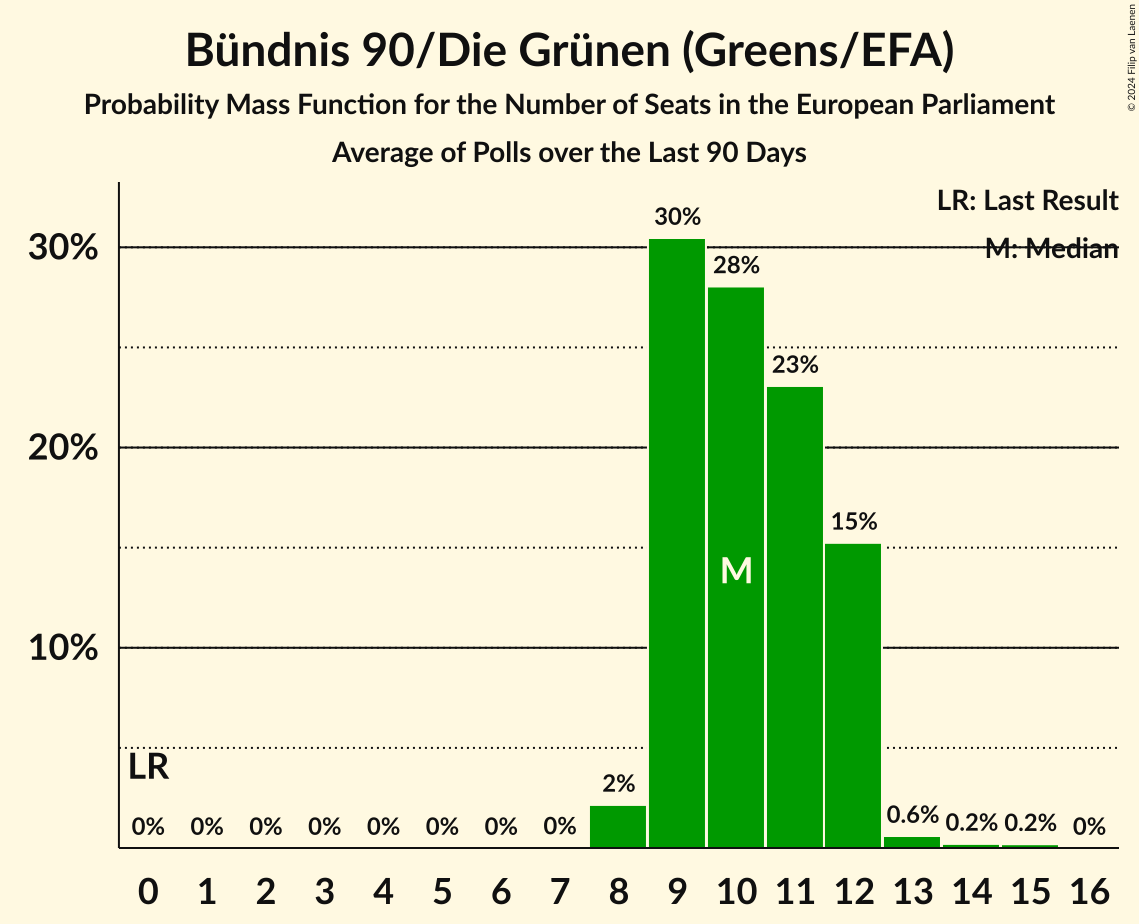 Bündnis 90/Die Grünen (Greens/EFA)
Probability Mass Function for the Number of Seats in the European Parliament
Average of Polls over the Last 90 Days
© 2024 Filip van Laenen
LR: Last Result
M: Median
30%
20%
10%
30%
28%
23%
15%
M
LR
0% 0% 0% 0% 0% 0% 0% 0% 2% 0.6% 0.2% 0.2% 0%
0 1 2 3 4 5 6 7 8 9 10 11 12 13 14 15 16